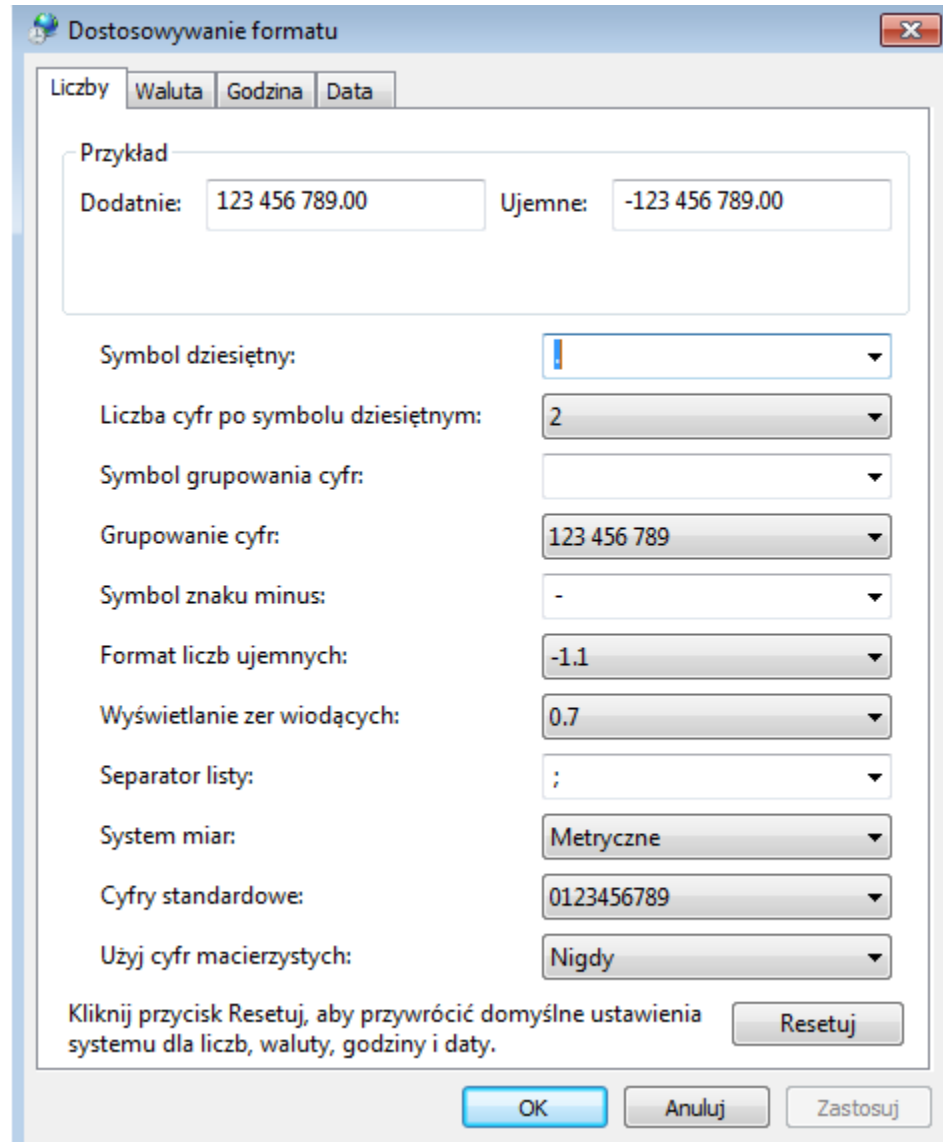 Dostosowywanie formatu
Liczby Waluta Godzina Data
Przykład
Dodatnie: 123 456 789.00 Ujemne: -123 456 789.00
Symbol dziesiętny: .
Liczba cyfr po symbolu dziesiętnym: 2
Symbol grupowania cyfr:
Grupowanie cyfr: 123 456 789
Symbol znaku minus: -
Format liczb ujemnych: -1.1
Wyświetlanie zer wiodących: 0.7
Separator listy: ;
System miar: Metryczne
Cyfry standardowe: 0123456789
Użyj cyfr macierzystych: Nigdy
Kliknij przycisk Resetuj, aby przywrócić domyślne ustawienia
systemu dla liczb, waluty, godziny i daty.
Resetuj
OK Anuluj Zastosuj